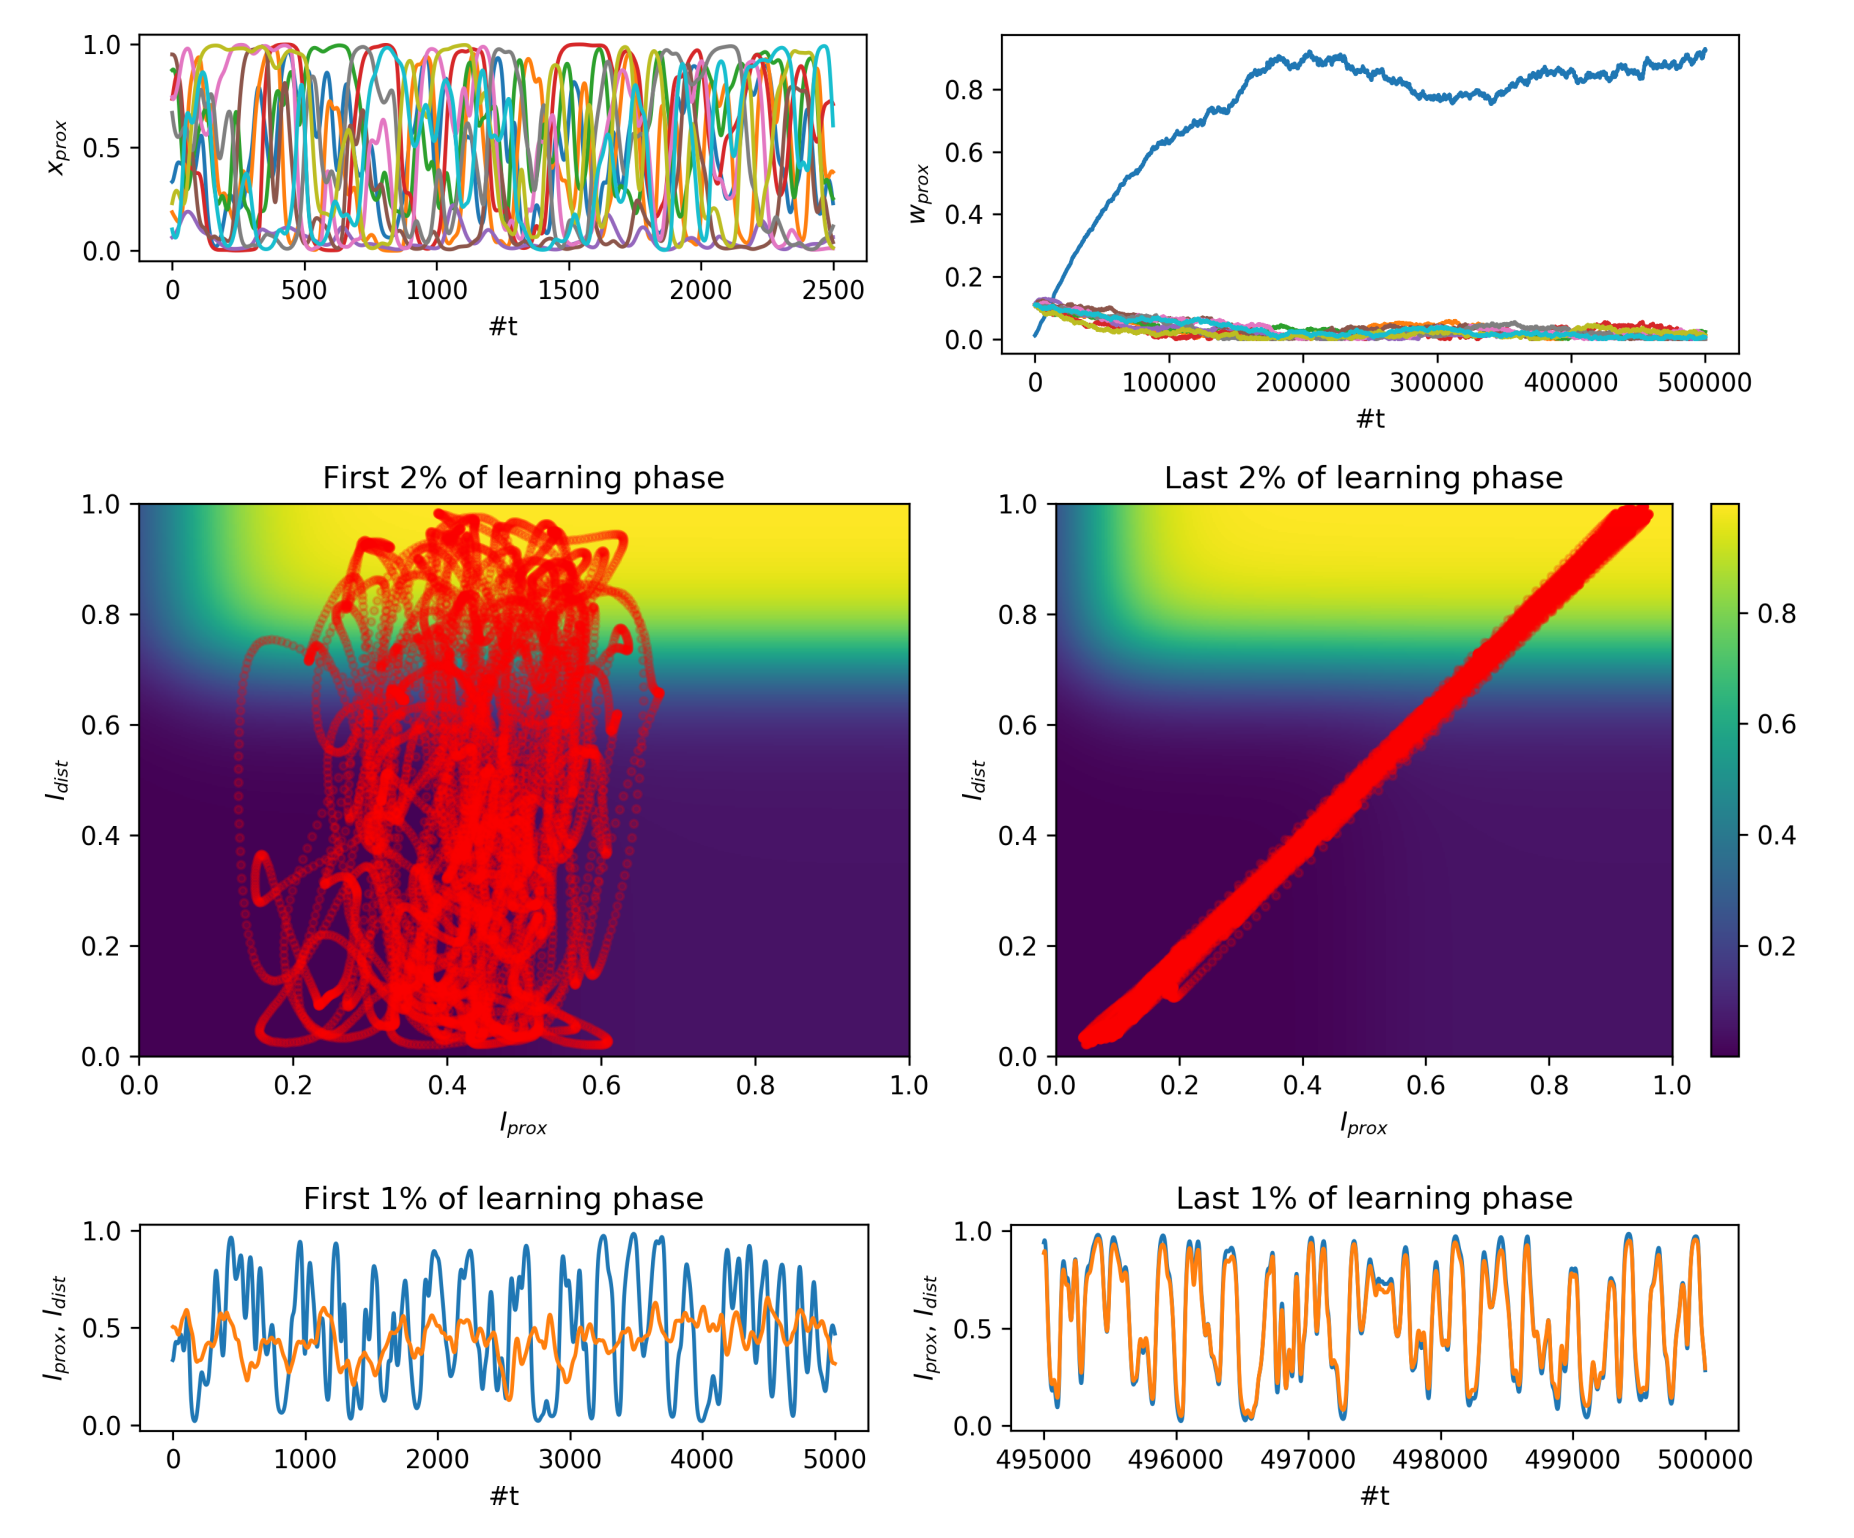 1.0
0.5
0.0
x_prox
0 500 1000 1500 2000 2500
#t
0.8
0.6
0.4
0.2
0.0
w_prox
0 100000 200000 300000 400000 500000
#t
First 2% of learning phase
1.0
0.8
0.6
0.4
0.2
0.0
I_dist
0.0 0.2 0.4 0.6 0.8 1.0
I_prox
Last 2% of learning phase
1.0
0.8
0.6
0.4
0.2
0.0
I_dist
0.0 0.2 0.4 0.6 0.8 1.0
I_prox
0.8
0.6
0.4
0.2
First 1% of learning phase
1.0
0.5
0.0
I_prox, I_dist
0 1000 2000 3000 4000 5000
#t
Last 1% of learning phase
1.0
0.5
0.0
I_prox, I_dist
495000 496000 497000 498000 499000 500000
#t